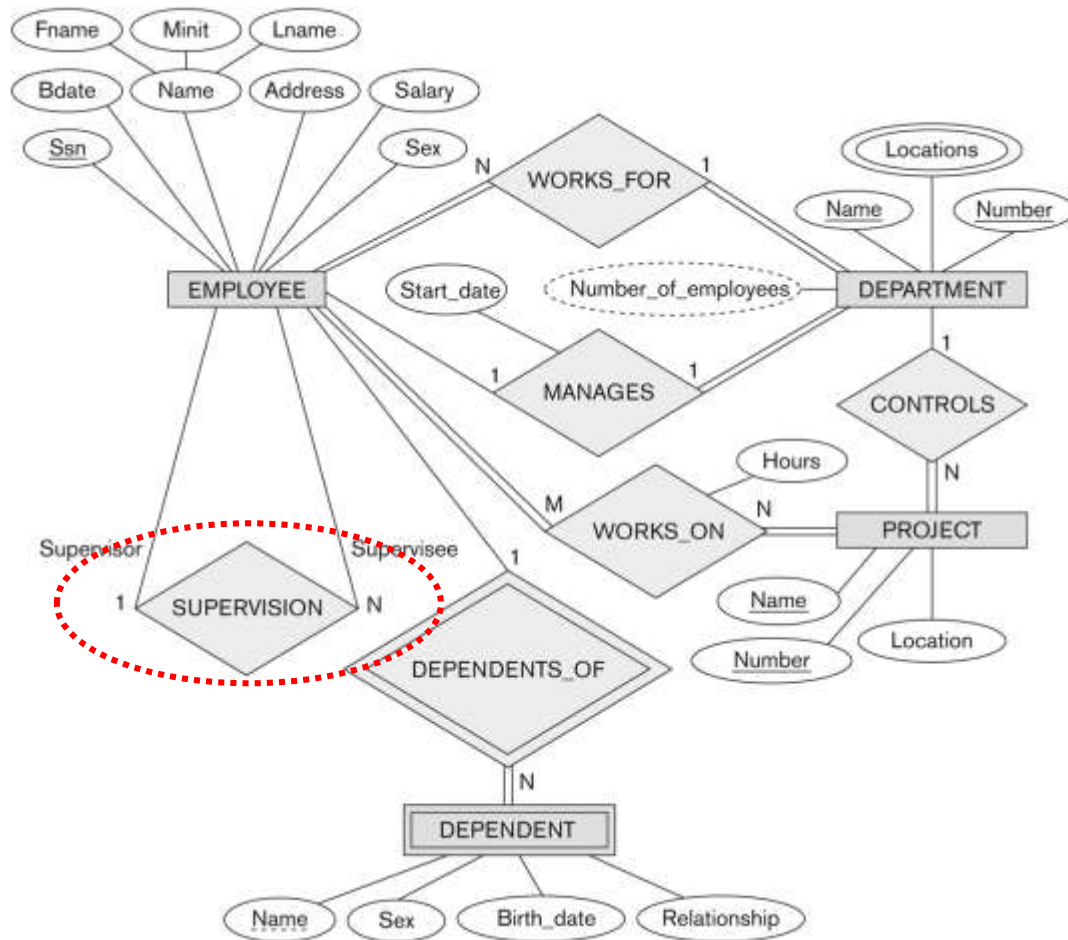 Fname
Minit
Lname
Bdate
Name
Address
Salary
Ssn
Sex
Locations
N
WORKS_FOR
1
Name
Number
EMPLOYEE
Start_date
Number_of_employees
DEPARTMENT
1
MANAGES
1
1
CONTROLS
N
Hours
M
WORKS_ON
N
PROJECT
Supervisor
Supervisee
1
1
SUPERVISION
N
Name
Location
Number
DEPENDENTS_OF
N
DEPENDENT
Name
Sex
Birth_date
Relationship